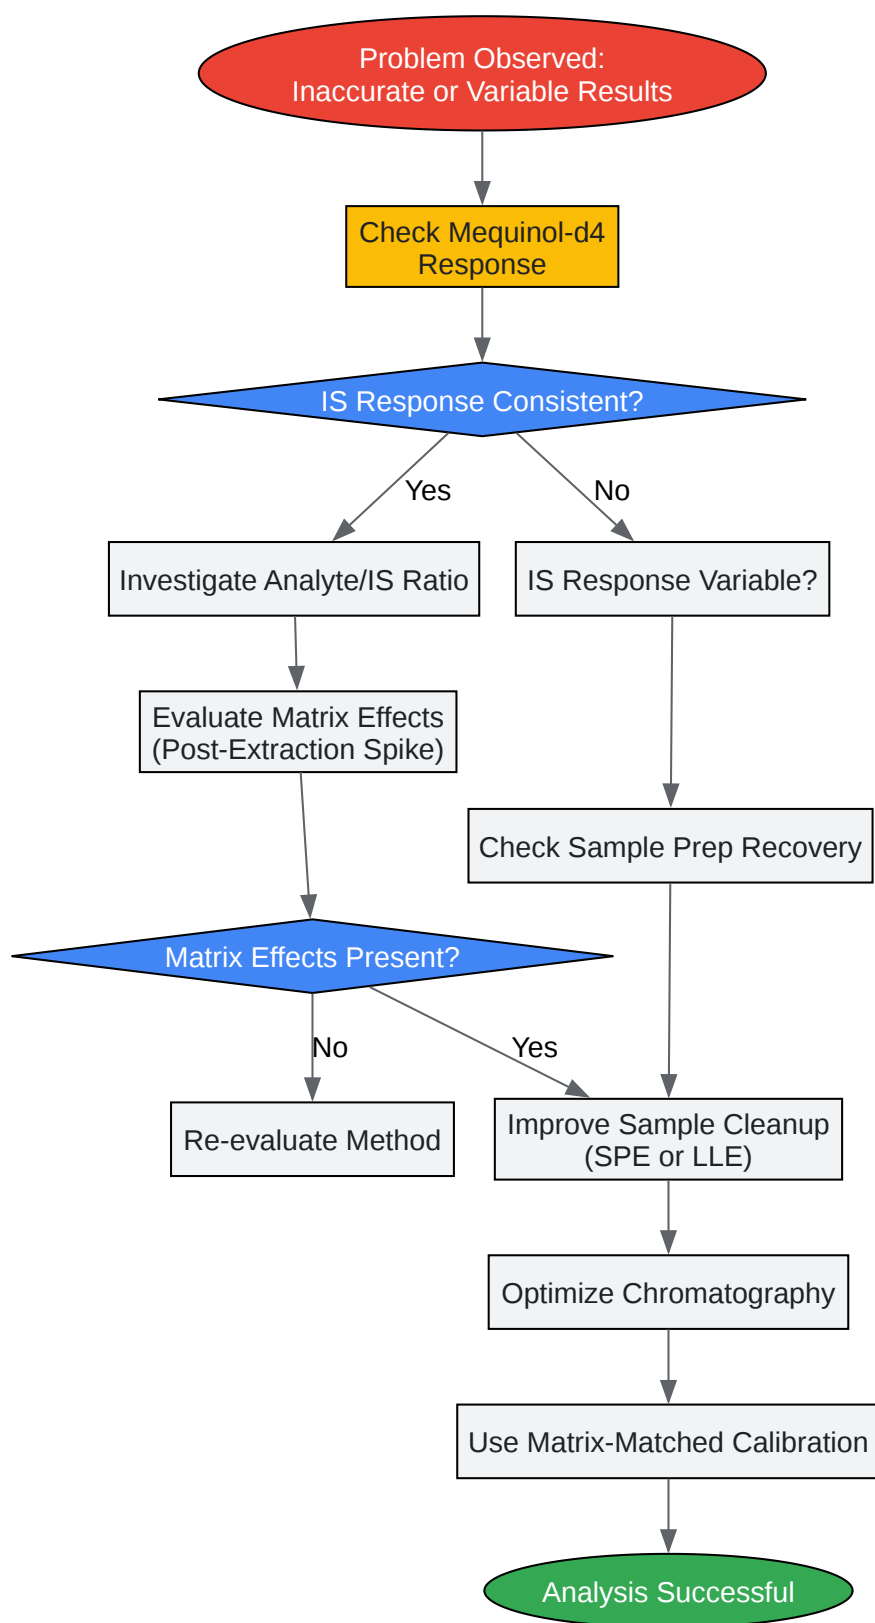 Problem Observed:
Inaccurate or Variable Results
Check Mequinol-d4
Response
IS Response Consistent?
Yes
No
Investigate Analyte/IS Ratio
IS Response Variable?
Evaluate Matrix Effects
(Post-Extraction Spike)
Check Sample Prep Recovery
Matrix Effects Present?
No
Yes
Re-evaluate Method
Improve Sample Cleanup
(SPE or LLE)
Optimize Chromatography
Use Matrix-Matched Calibration
Analysis Successful